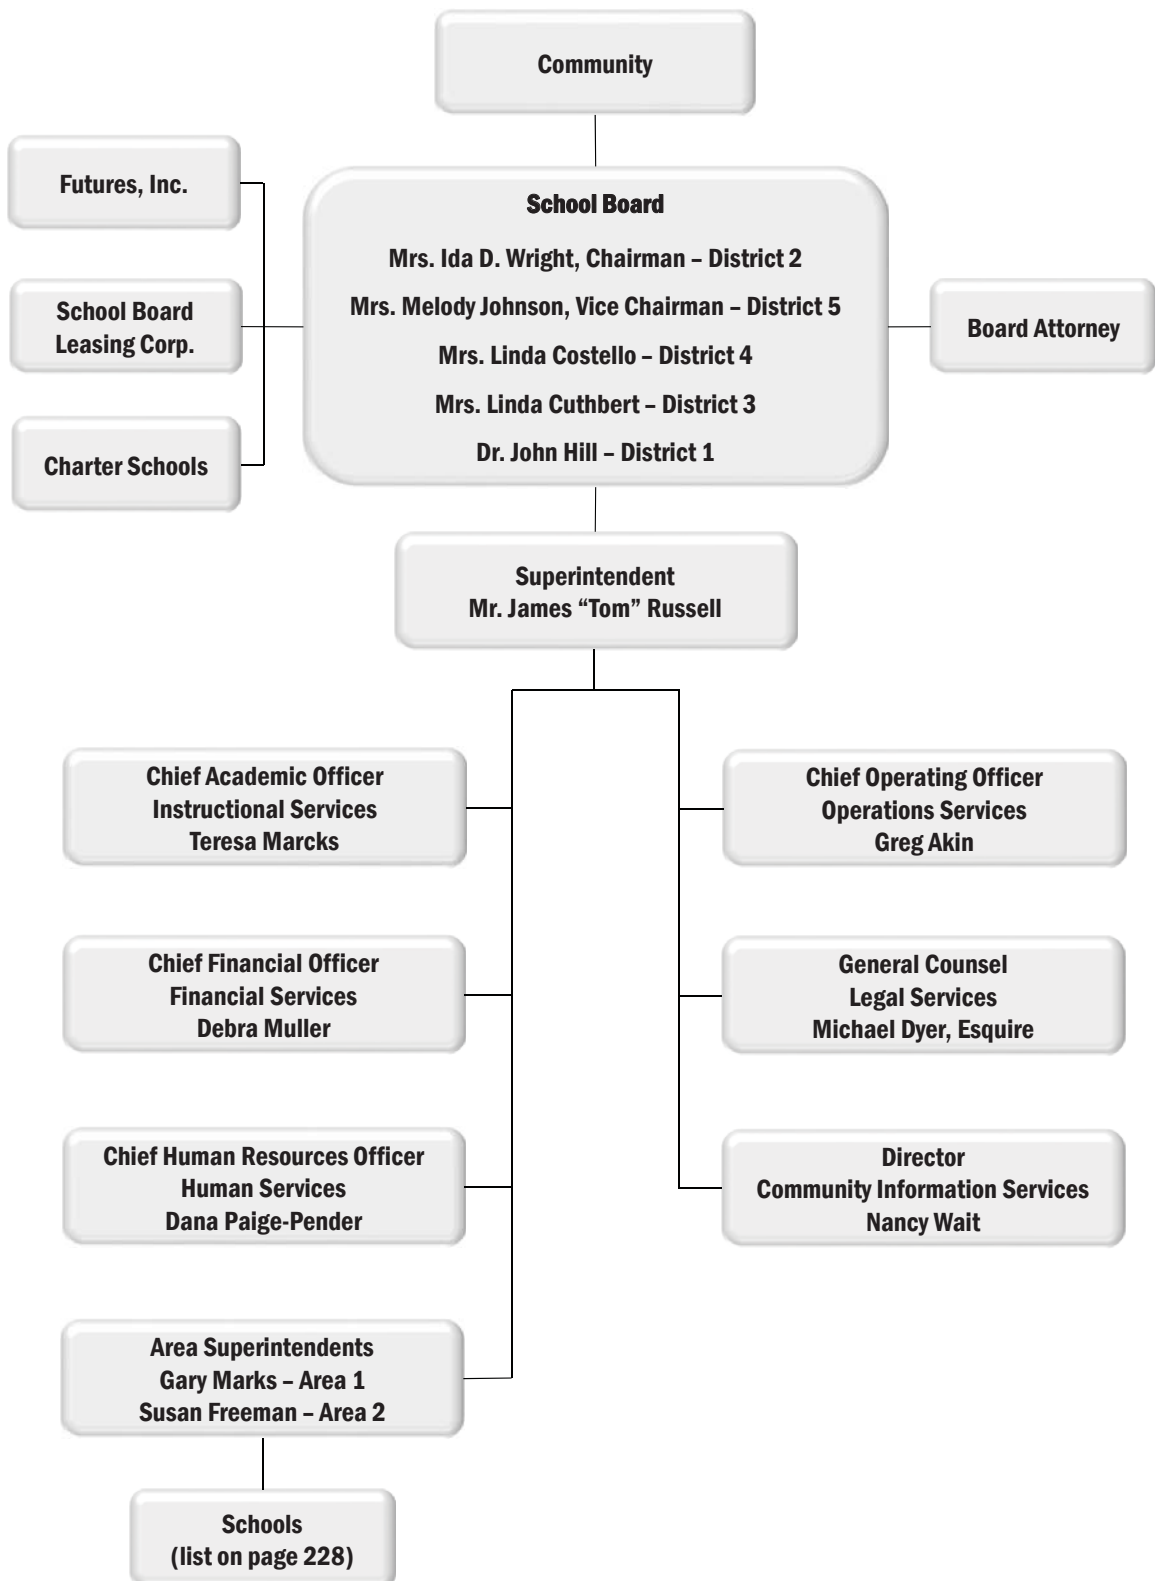 Community
Futures, Inc.
School Board
Leasing Corp.
Charter Schools
School Board
Mrs. Ida D. Wright, Chairman – District 2
Mrs. Melody Johnson, Vice Chairman – District 5
Mrs. Linda Costello – District 4
Mrs. Linda Cuthbert – District 3
Dr. John Hill – District 1
Board Attorney
Superintendent
Mr. James “Tom” Russell
Chief Academic Officer
Instructional Services
Teresa Marcks
Chief Operating Officer
Operations Services
Greg Akin
Chief Financial Officer
Financial Services
Debra Muller
General Counsel
Legal Services
Michael Dyer, Esquire
Chief Human Resources Officer
Human Services
Dana Paige-Pender
Director
Community Information Services
Nancy Wait
Area Superintendents
Gary Marks – Area 1
Susan Freeman – Area 2
Schools
(list on page 228)